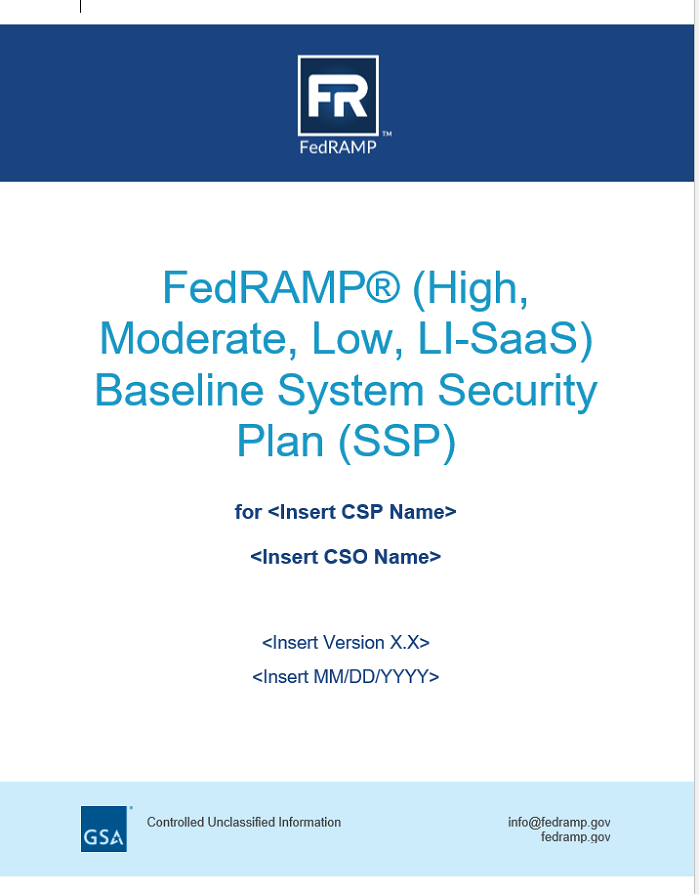 FR
™
FedRAMP
FedRAMP® (High,
Moderate, Low, LI-SaaS)
Baseline System Security
Plan (SSP)
for <Insert CSP Name>
<Insert CSO Name>
<Insert Version X.X>
<Insert MM/DD/YYYY>
GSA
Controlled Unclassified Information
info@fedramp.gov
fedramp.gov